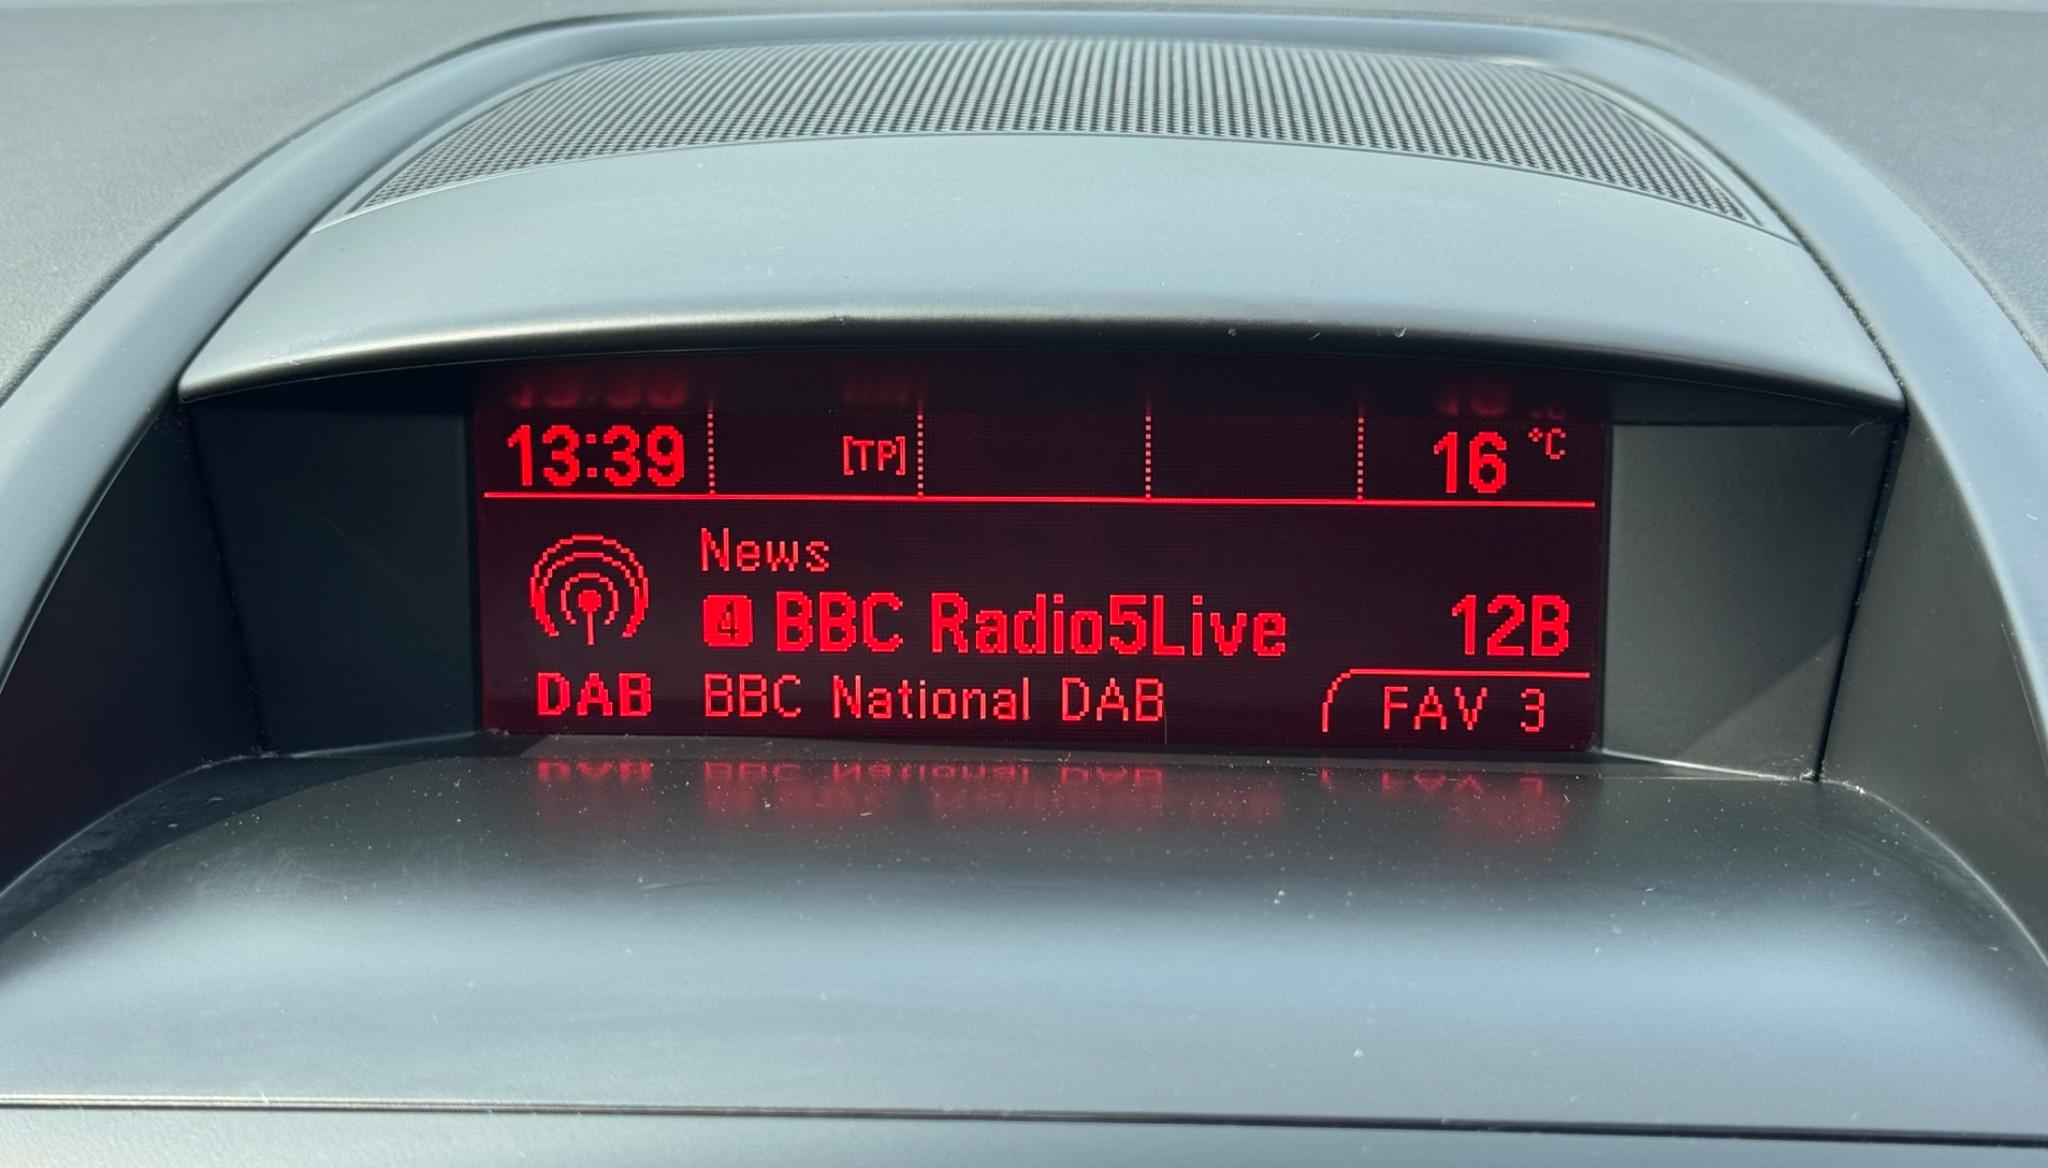 13:39 [TP] 16 °C
News
4 BBC Radio5Live 12B
DAB BBC National DAB FAV 3